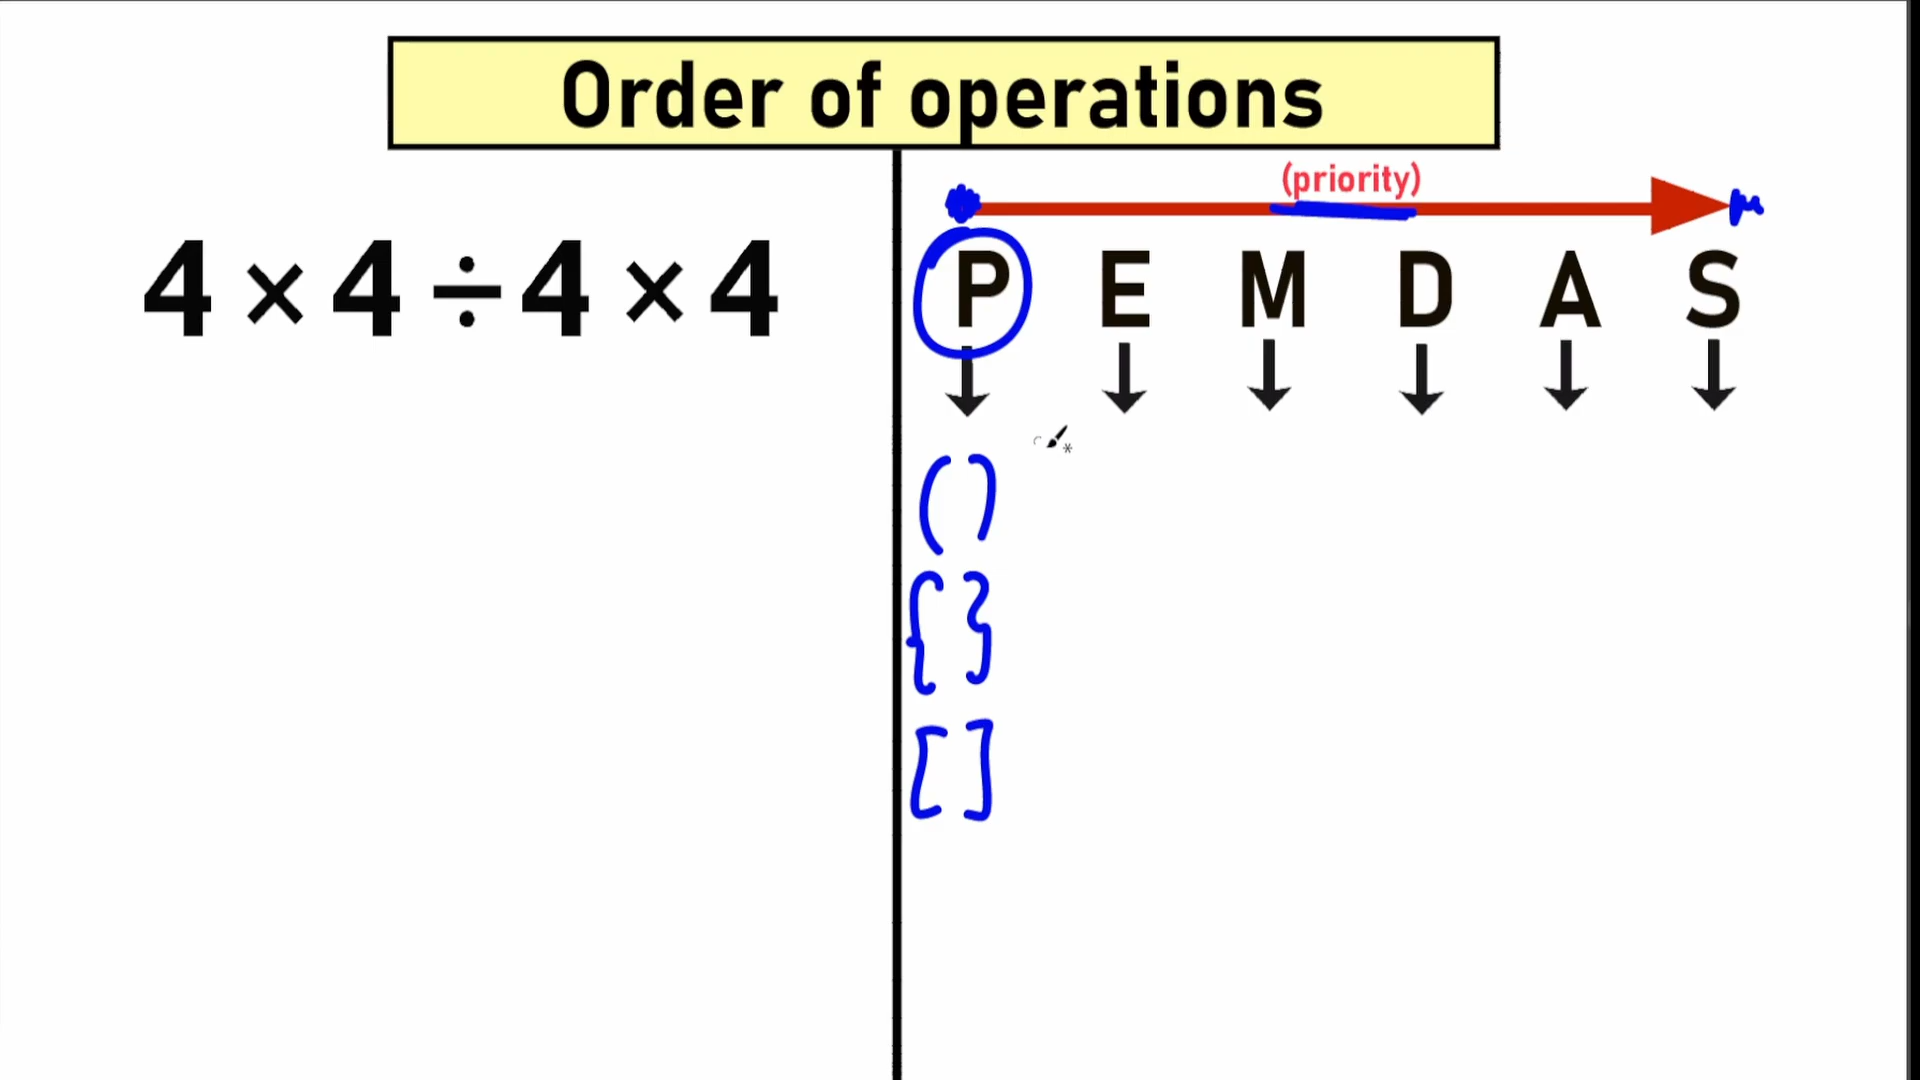 Order of operations
(priority)
4 × 4 ÷ 4 × 4
P E M D A S
( )
{ }
[ ]